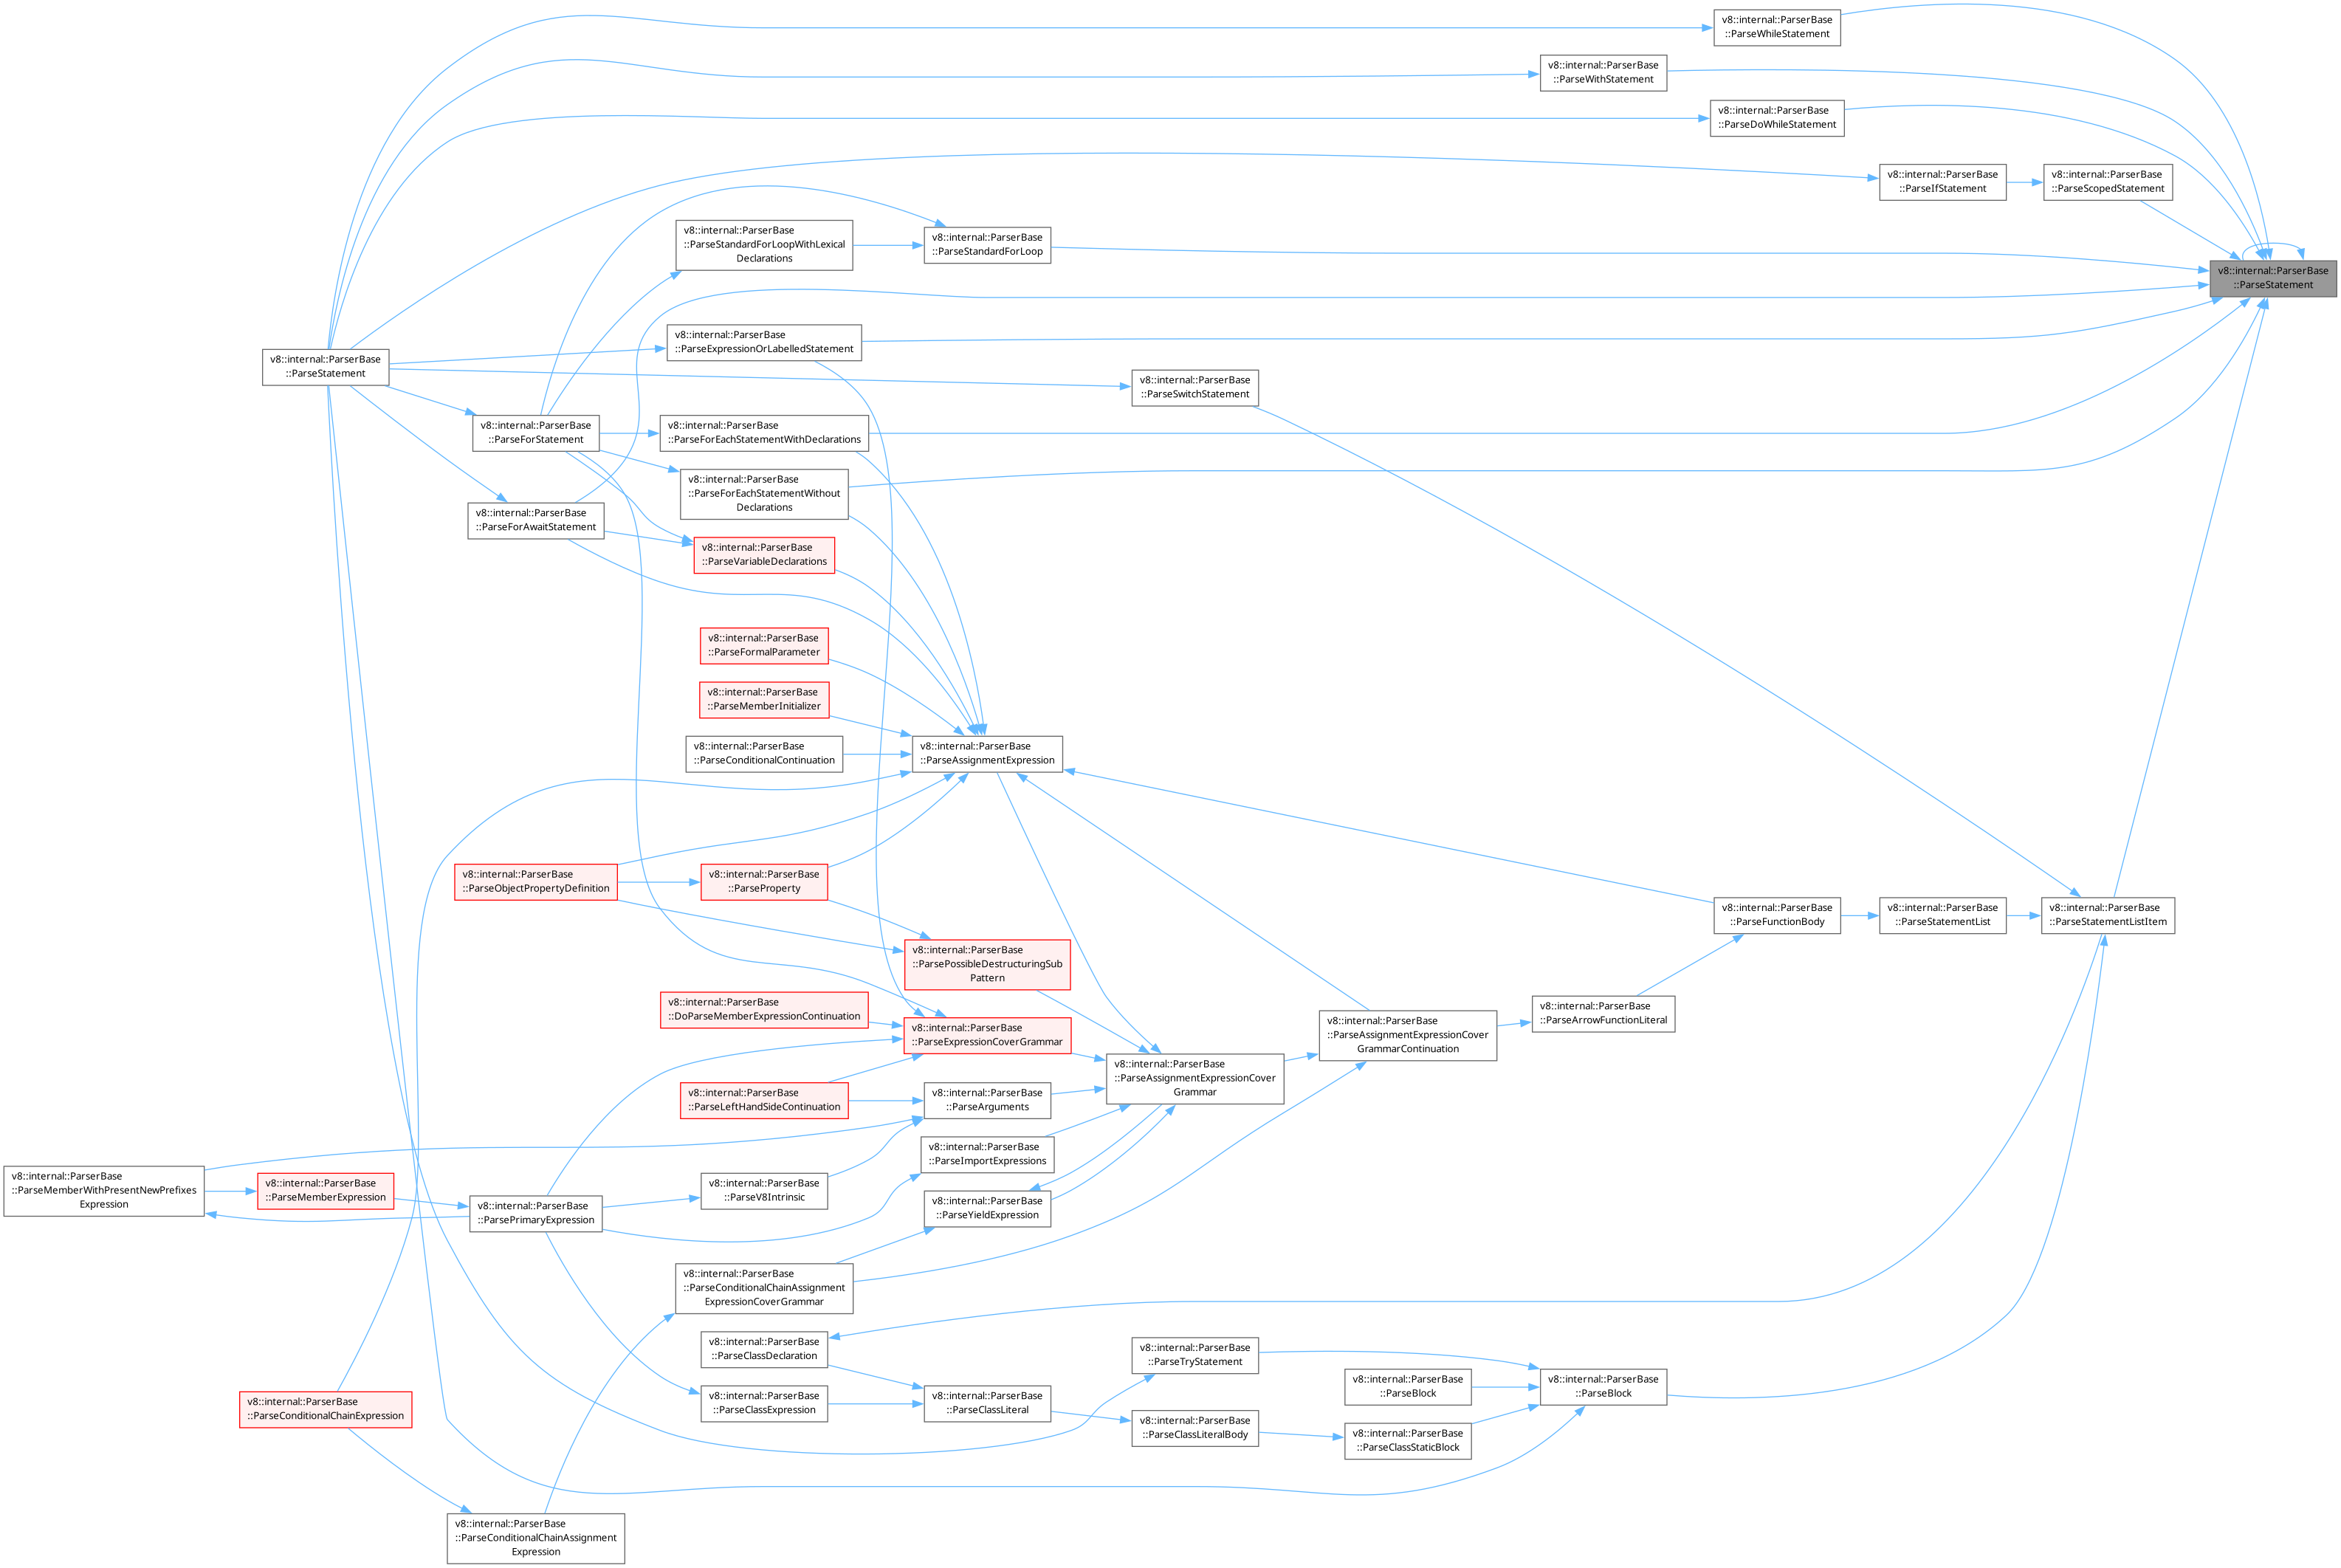 v8::internal::ParserBase
::ParseWhileStatement
v8::internal::ParserBase
::ParseWithStatement
v8::internal::ParserBase
::ParseDoWhileStatement
v8::internal::ParserBase
::ParseIfStatement
v8::internal::ParserBase
::ParseScopedStatement
v8::internal::ParserBase
::ParseStandardForLoopWithLexical
Declarations
v8::internal::ParserBase
::ParseStandardForLoop
v8::internal::ParserBase
::ParseStatement
v8::internal::ParserBase
::ParseStatement
v8::internal::ParserBase
::ParseExpressionOrLabelledStatement
v8::internal::ParserBase
::ParseSwitchStatement
v8::internal::ParserBase
::ParseForStatement
v8::internal::ParserBase
::ParseForEachStatementWithDeclarations
v8::internal::ParserBase
::ParseForEachStatementWithout
Declarations
v8::internal::ParserBase
::ParseForAwaitStatement
v8::internal::ParserBase
::ParseVariableDeclarations
v8::internal::ParserBase
::ParseFormalParameter
v8::internal::ParserBase
::ParseMemberInitializer
v8::internal::ParserBase
::ParseConditionalContinuation
v8::internal::ParserBase
::ParseAssignmentExpression
v8::internal::ParserBase
::ParseObjectPropertyDefinition
v8::internal::ParserBase
::ParseProperty
v8::internal::ParserBase
::ParsePossibleDestructuringSub
Pattern
v8::internal::ParserBase
::ParseFunctionBody
v8::internal::ParserBase
::ParseStatementList
v8::internal::ParserBase
::ParseStatementListItem
v8::internal::ParserBase
::DoParseMemberExpressionContinuation
v8::internal::ParserBase
::ParseExpressionCoverGrammar
v8::internal::ParserBase
::ParseAssignmentExpressionCover
GrammarContinuation
v8::internal::ParserBase
::ParseArrowFunctionLiteral
v8::internal::ParserBase
::ParseLeftHandSideContinuation
v8::internal::ParserBase
::ParseArguments
v8::internal::ParserBase
::ParseAssignmentExpressionCover
Grammar
v8::internal::ParserBase
::ParseImportExpressions
v8::internal::ParserBase
::ParseMemberWithPresentNewPrefixes
Expression
v8::internal::ParserBase
::ParseMemberExpression
v8::internal::ParserBase
::ParsePrimaryExpression
v8::internal::ParserBase
::ParseV8Intrinsic
v8::internal::ParserBase
::ParseYieldExpression
v8::internal::ParserBase
::ParseConditionalChainAssignment
ExpressionCoverGrammar
v8::internal::ParserBase
::ParseClassDeclaration
v8::internal::ParserBase
::ParseTryStatement
v8::internal::ParserBase
::ParseConditionalChainExpression
v8::internal::ParserBase
::ParseClassExpression
v8::internal::ParserBase
::ParseClassLiteral
v8::internal::ParserBase
::ParseBlock
v8::internal::ParserBase
::ParseBlock
v8::internal::ParserBase
::ParseClassLiteralBody
v8::internal::ParserBase
::ParseClassStaticBlock
v8::internal::ParserBase
::ParseConditionalChainAssignment
Expression